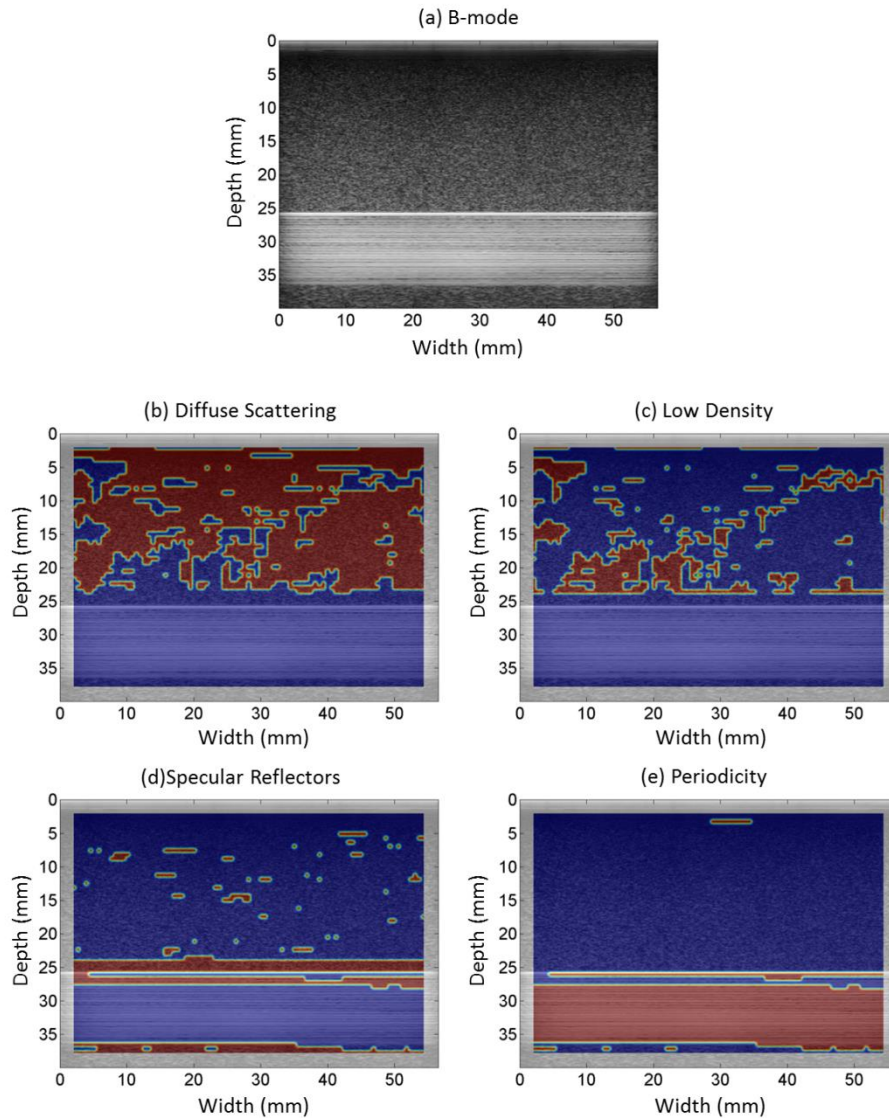 (a) B-mode
0
5
10
15
20
25
30
35
Depth (mm)
0 10 20 30 40 50
Width (mm)
(b) Diffuse Scattering
0
5
10
15
20
25
30
35
Depth (mm)
0 10 20 30 40 50
Width (mm)
(c) Low Density
0
5
10
15
20
25
30
35
Depth (mm)
0 10 20 30 40 50
Width (mm)
(d)Specular Reflectors
0
5
10
15
20
25
30
35
Depth (mm)
0 10 20 30 40 50
Width (mm)
(e) Periodicity
0
5
10
15
20
25
30
35
Depth (mm)
0 10 20 30 40 50
Width (mm)